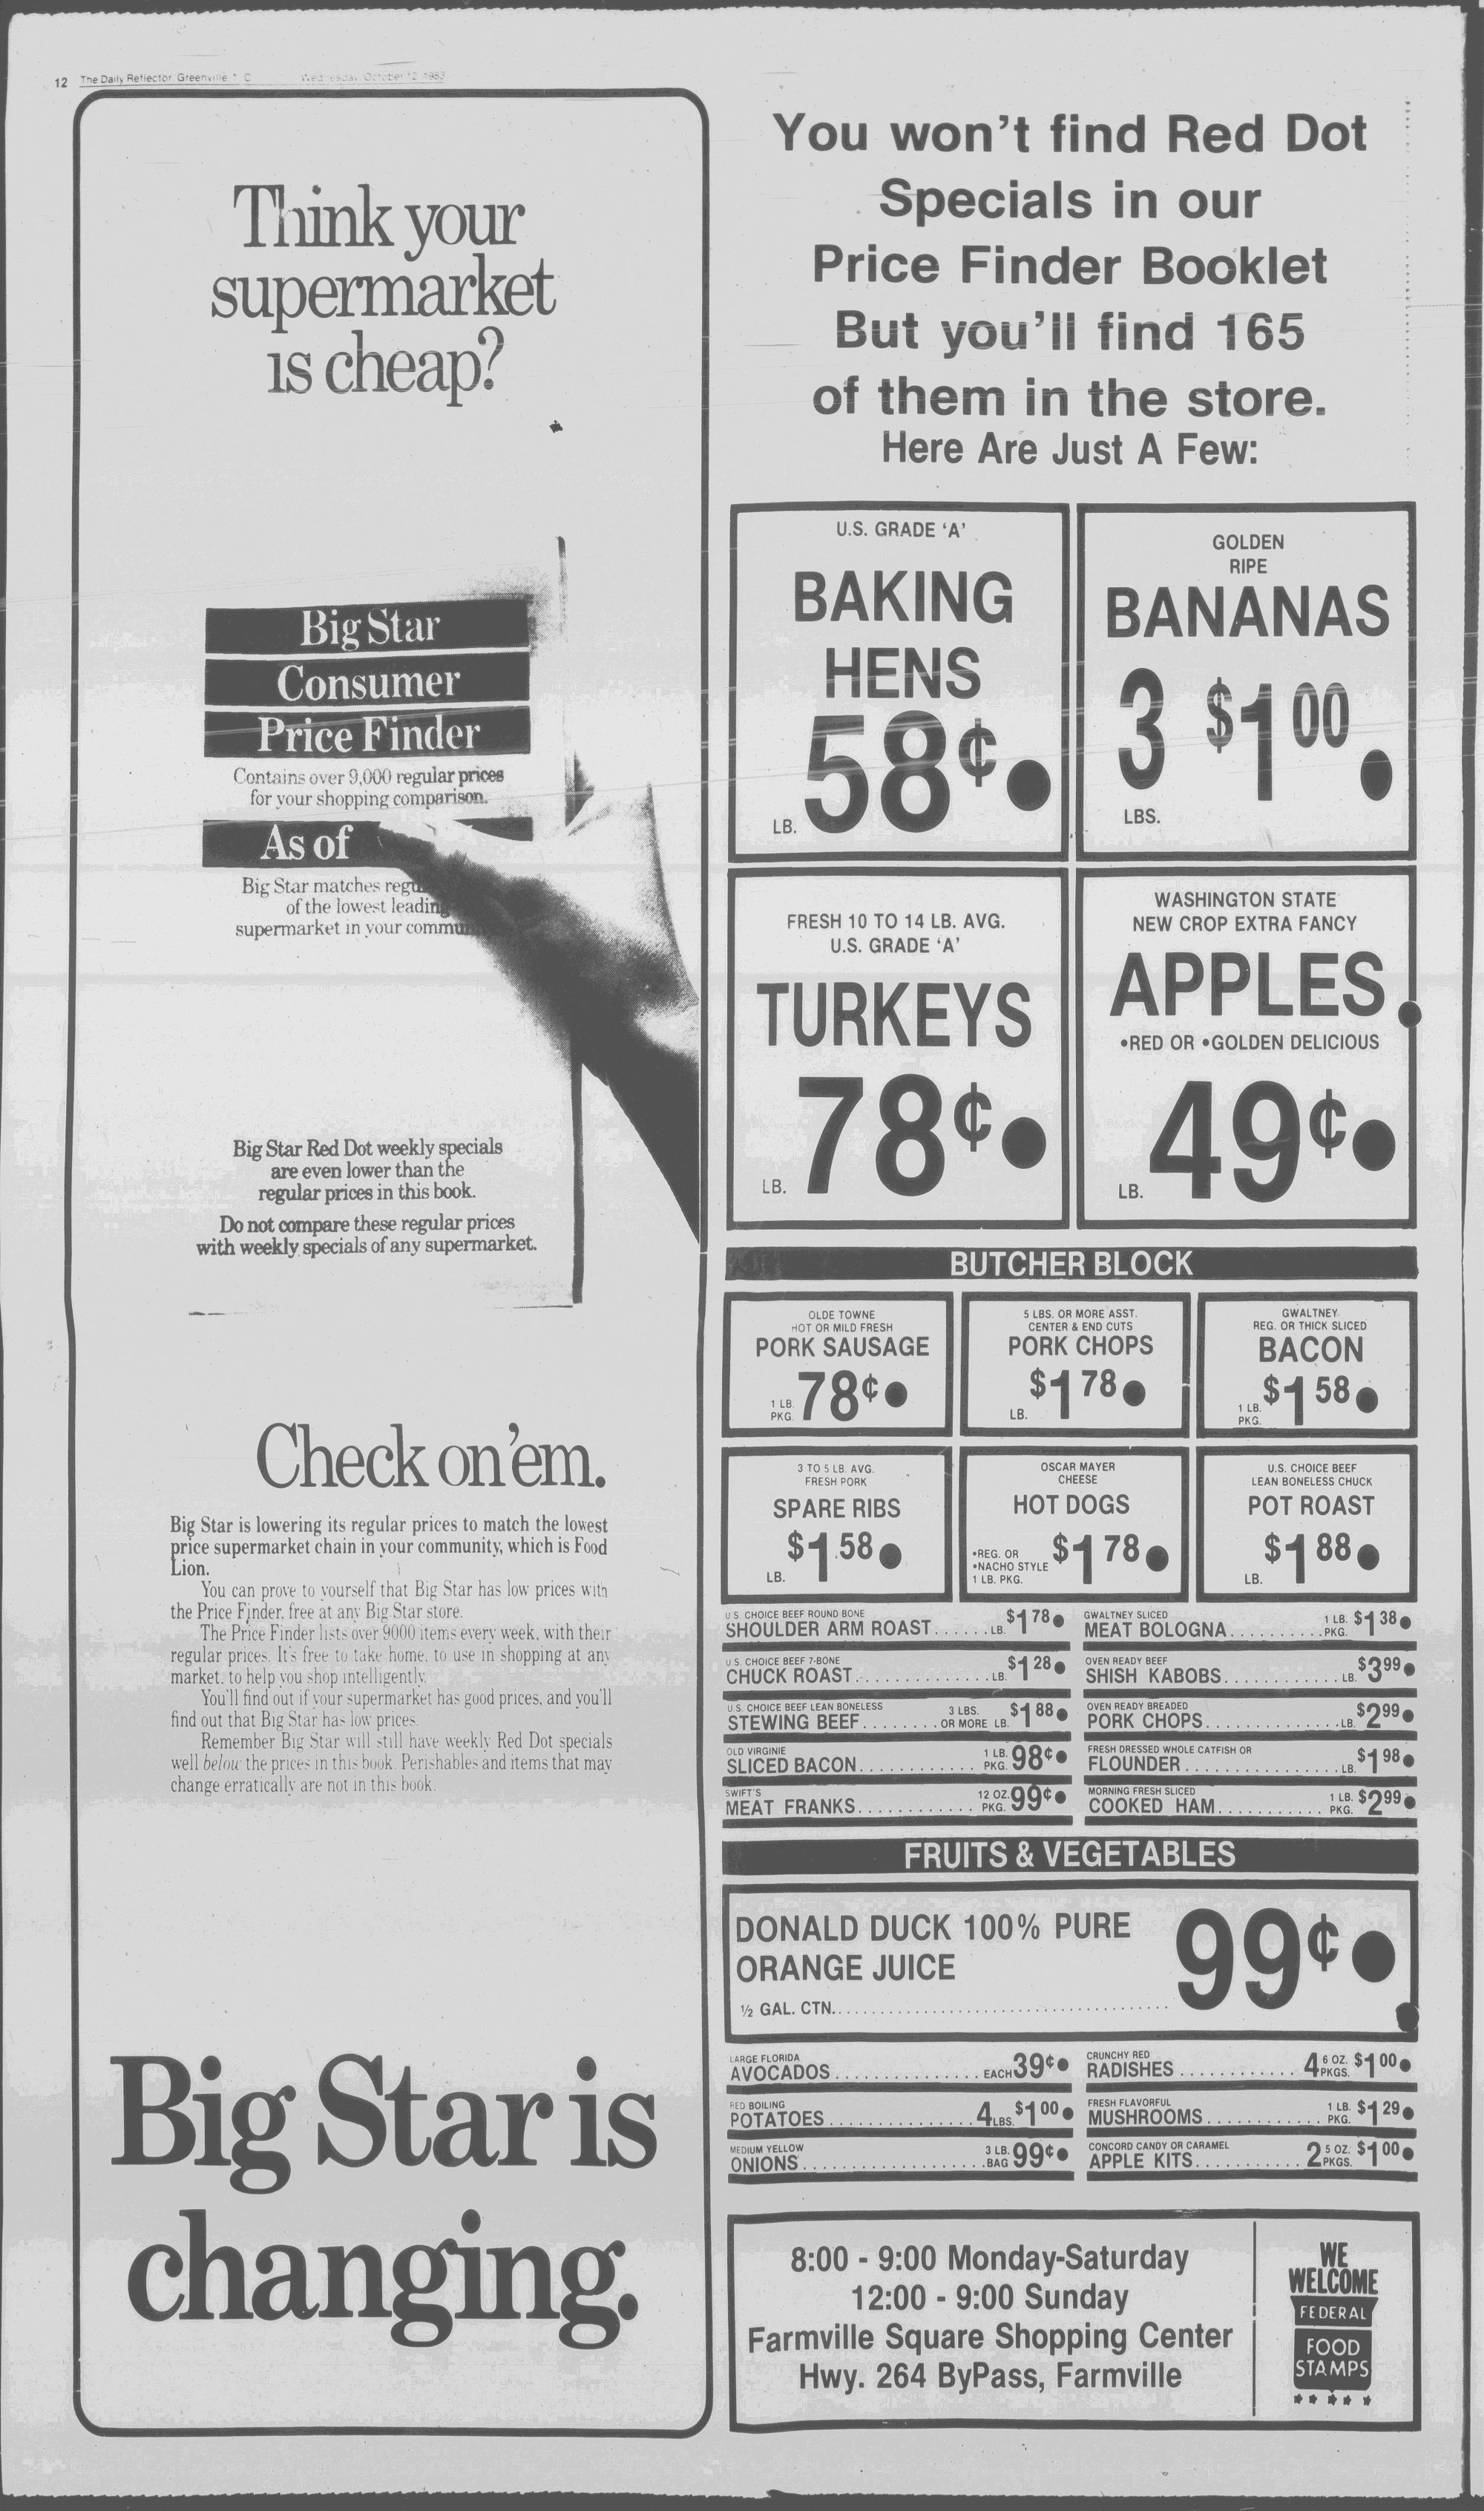 12 The Daily Reflector, Greenville, N.C. Wednesday, October 12, 1983
Think your
supermarket
is cheap?
Big Star
Consumer
Price Finder
Contains over 9,000 regular prices
for your shopping comparison.
As of
Big Star matches regu
of the lowest leading
supermarket in your commun
Big Star Red Dot weekly specials
are even lower than the
regular prices in this book.
Do not compare these regular prices
with weekly specials of any supermarket.
Check on'em.
Big Star is lowering its regular prices to match the lowest
price supermarket chain in your community, which is Food
Lion.
You can prove to yourself that Big Star has low prices with
the Price Finder, free at any Big Star store.
The Price Finder lists over 9000 items every week, with their
regular prices. It's free to take home, to use in shopping at any
market, to help you shop intelligently.
You'll find out if your supermarket has good prices, and you'll
find out that Big Star has low prices.
Remember Big Star will still have weekly Red Dot specials
well below the prices in this book. Perishables and items that may
change erratically are not in this book.
Big Star is
changing.
You won't find Red Dot
Specials in our
Price Finder Booklet
But you'll find 165
of them in the store.
Here Are Just A Few:
U.S. GRADE 'A'
BAKING
HENS
LB. 58¢
GOLDEN
RIPE
BANANAS
3 $1 00
LBS.
FRESH 10 TO 14 LB. AVG.
U.S. GRADE 'A'
TURKEYS
LB. 78¢
WASHINGTON STATE
NEW CROP EXTRA FANCY
APPLES
•RED OR •GOLDEN DELICIOUS
LB. 49¢
BUTCHER BLOCK
OLDE TOWNE
HOT OR MILD FRESH
PORK SAUSAGE
1 LB. PKG. 78¢
5 LBS. OR MORE ASST.
CENTER & END CUTS
PORK CHOPS
LB. $1 78
GWALTNEY
REG. OR THICK SLICED
BACON
1 LB. PKG. $1 58
3 TO 5 LB. AVG.
FRESH PORK
SPARE RIBS
LB. $1 58
OSCAR MAYER
CHEESE
HOT DOGS
•REG. OR
•NACHO STYLE
1 LB. PKG. $1 78
U.S. CHOICE BEEF
LEAN BONELESS CHUCK
POT ROAST
LB. $1 88
U.S. CHOICE BEEF ROUND BONE
SHOULDER ARM ROAST...... LB. $1 78
U.S. CHOICE BEEF 7-BONE
CHUCK ROAST............. LB. $1 28
U.S. CHOICE BEEF LEAN BONELESS
STEWING BEEF........ 3 LBS. OR MORE LB. $1 88
OLD VIRGINIE
SLICED BACON............ 1 LB. PKG. 98¢
SWIFT'S
MEAT FRANKS............ 12 OZ. PKG. 99¢
GWALTNEY SLICED
MEAT BOLOGNA.......... 1 LB. PKG. $1 38
OVEN READY BEEF
SHISH KABOBS............ LB. $3 99
OVEN READY BREADED
PORK CHOPS.............. LB. $2 99
FRESH DRESSED WHOLE CATFISH OR
FLOUNDER................ LB. $1 98
MORNING FRESH SLICED
COOKED HAM........... 1 LB. PKG. $2 99
FRUITS & VEGETABLES
DONALD DUCK 100% PURE
ORANGE JUICE
½ GAL. CTN.................................... 99¢
LARGE FLORIDA
AVOCADOS............... EACH 39¢
RED BOILING
POTATOES.............. 4 LBS. $1 00
MEDIUM YELLOW
ONIONS.................. 3 LB. BAG 99¢
CRUNCHY RED
RADISHES............ 4 6 OZ. PKGS. $1 00
FRESH FLAVORFUL
MUSHROOMS........... 1 LB. PKG. $1 29
CONCORD CANDY OR CARAMEL
APPLE KITS........... 2 5 OZ. PKGS. $1 00
8:00 - 9:00 Monday-Saturday
12:00 - 9:00 Sunday
Farmville Square Shopping Center
Hwy. 264 ByPass, Farmville
WE
WELCOME
FEDERAL
FOOD
STAMPS